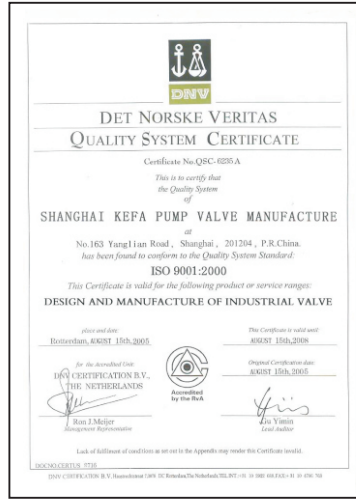 DNV
DET NORSKE VERITAS
QUALITY SYSTEM CERTIFICATE
Certificate No.QSC-6235A
This is to certify that
the Quality System
of
SHANGHAI KEFA PUMP VALVE MANUFACTURE
at
No.163 Yanglian Road, Shanghai, 201204, P.R.China.
has been found to conform to the Quality System Standard:
ISO 9001:2000
This Certificate is valid for the following product or service ranges:
DESIGN AND MANUFACTURE OF INDUSTRIAL VALVE
place and date
Rotterdam, AUGUST 15th,2005
This Certificate is valid until
AUGUST 15th,2008
for the Accredited Unit
DNV CERTIFICATION B.V.,
THE NETHERLANDS
Original Certification date:
AUGUST 15th,2005
Accredited
by the RvA
Ron J.Meijer
Management Representative
Liu Yimin
Lead Auditor
Lack of fulfilment of conditions as set out in the Appendix may render this Certificate invalid.
DNV CERTIFICATION B.V.